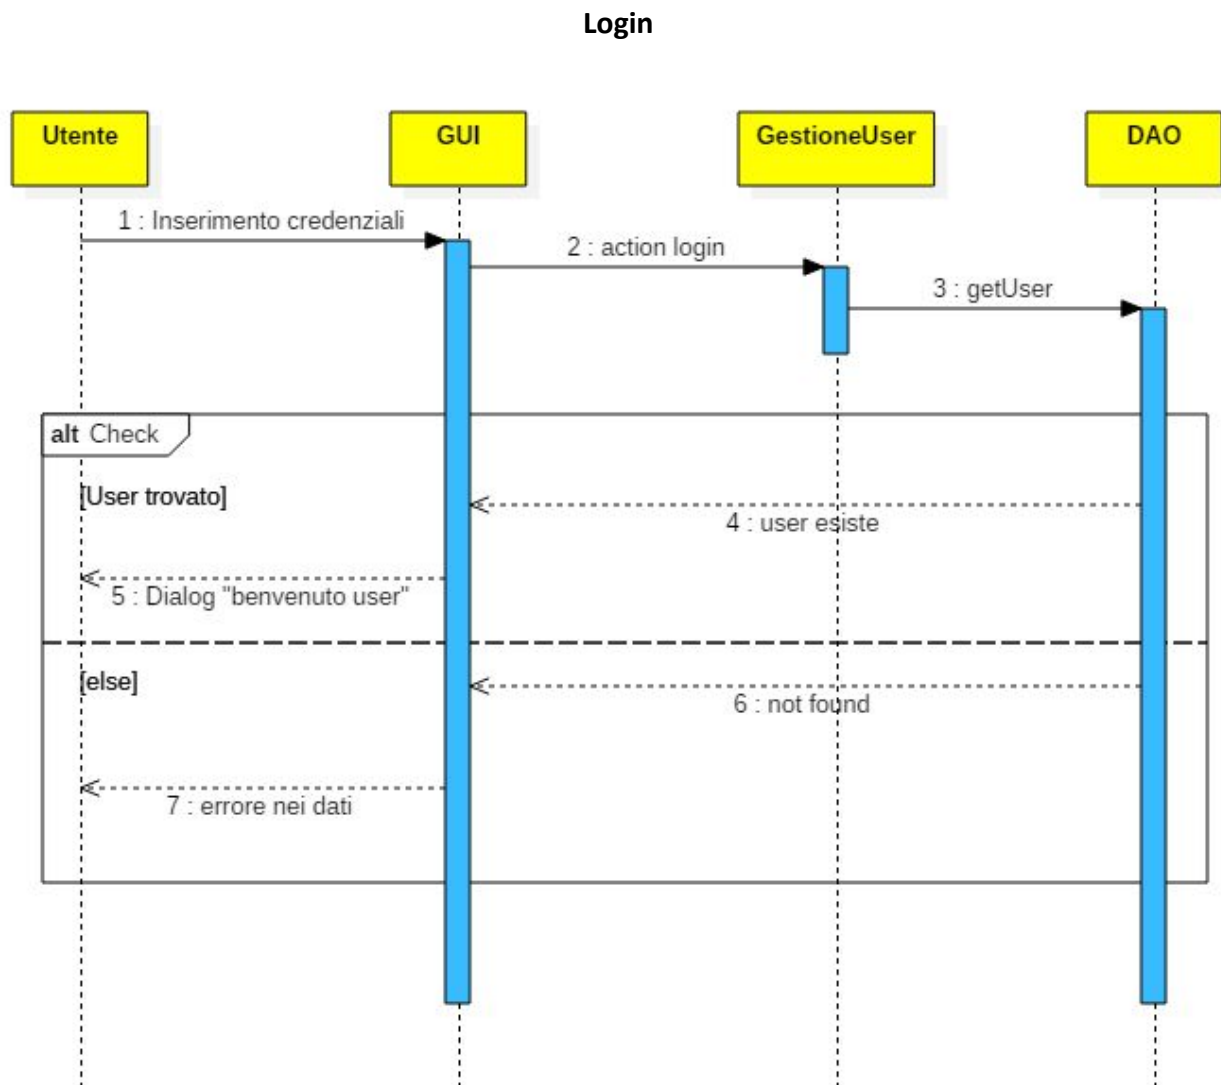 Login
Utente
GUI
GestioneUser
DAO
1 : Inserimento credenziali
2 : action login
3 : getUser
alt Check
[User trovato]
4 : user esiste
5 : Dialog "benvenuto user"
[else]
6 : not found
7 : errore nei dati